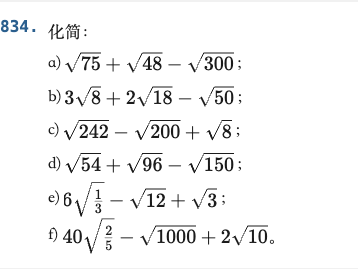 834. 化简:
a) √75 + √48 − √300 ;
b) 3√8 + 2√18 − √50 ;
c) √242 − √200 + √8 ;
d) √54 + √96 − √150 ;
e) 6√(1/3) − √12 + √3 ;
f) 40√(2/5) − √1000 + 2√10。